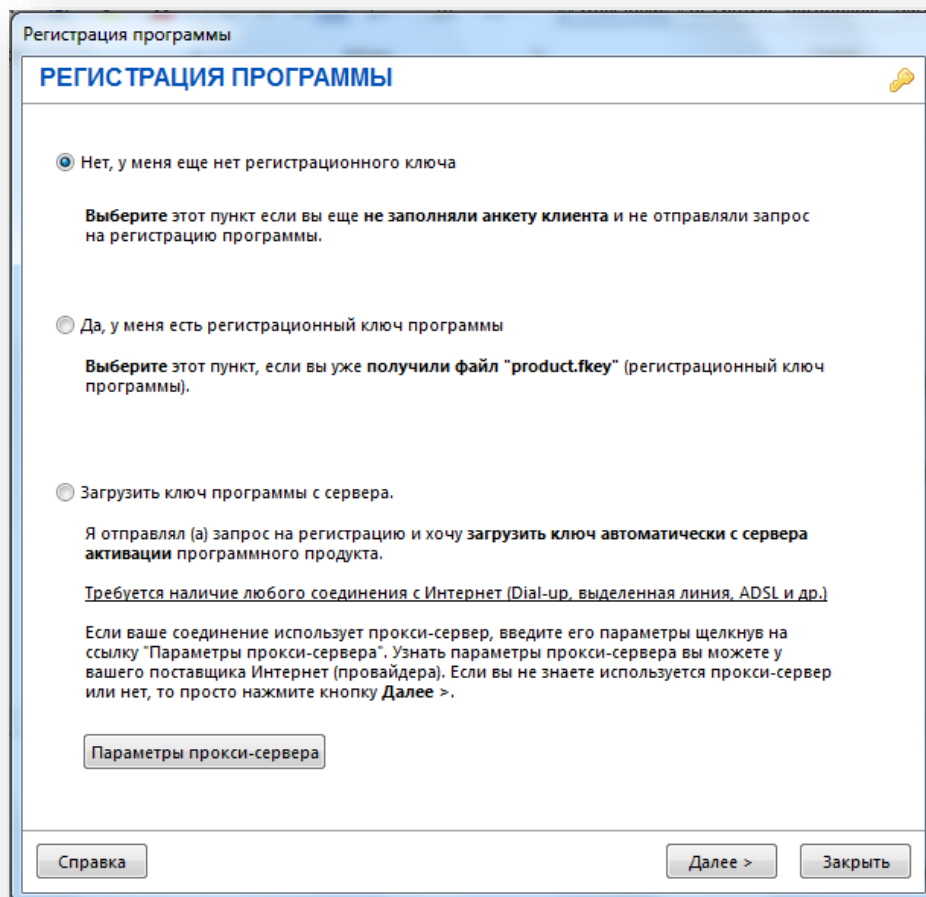 Регистрация программы
РЕГИСТРАЦИЯ ПРОГРАММЫ
Нет, у меня еще нет регистрационного ключа
Выберите этот пункт если вы еще не заполняли анкету клиента и не отправляли запрос
на регистрацию программы.
Да, у меня есть регистрационный ключ программы
Выберите этот пункт, если вы уже получили файл "product.fkey" (регистрационный ключ
программы).
Загрузить ключ программы с сервера.
Я отправлял (а) запрос на регистрацию и хочу загрузить ключ автоматически с сервера
активации программного продукта.
Требуется наличие любого соединения с Интернет (Dial-up, выделенная линия, ADSL и др.)
Если ваше соединение использует прокси-сервер, введите его параметры щелкнув на
ссылку "Параметры прокси-сервера". Узнать параметры прокси-сервера вы можете у
вашего поставщика Интернет (провайдера). Если вы не знаете используется прокси-сервер
или нет, то просто нажмите кнопку Далее >.
Параметры прокси-сервера
Справка
Далее >
Закрыть